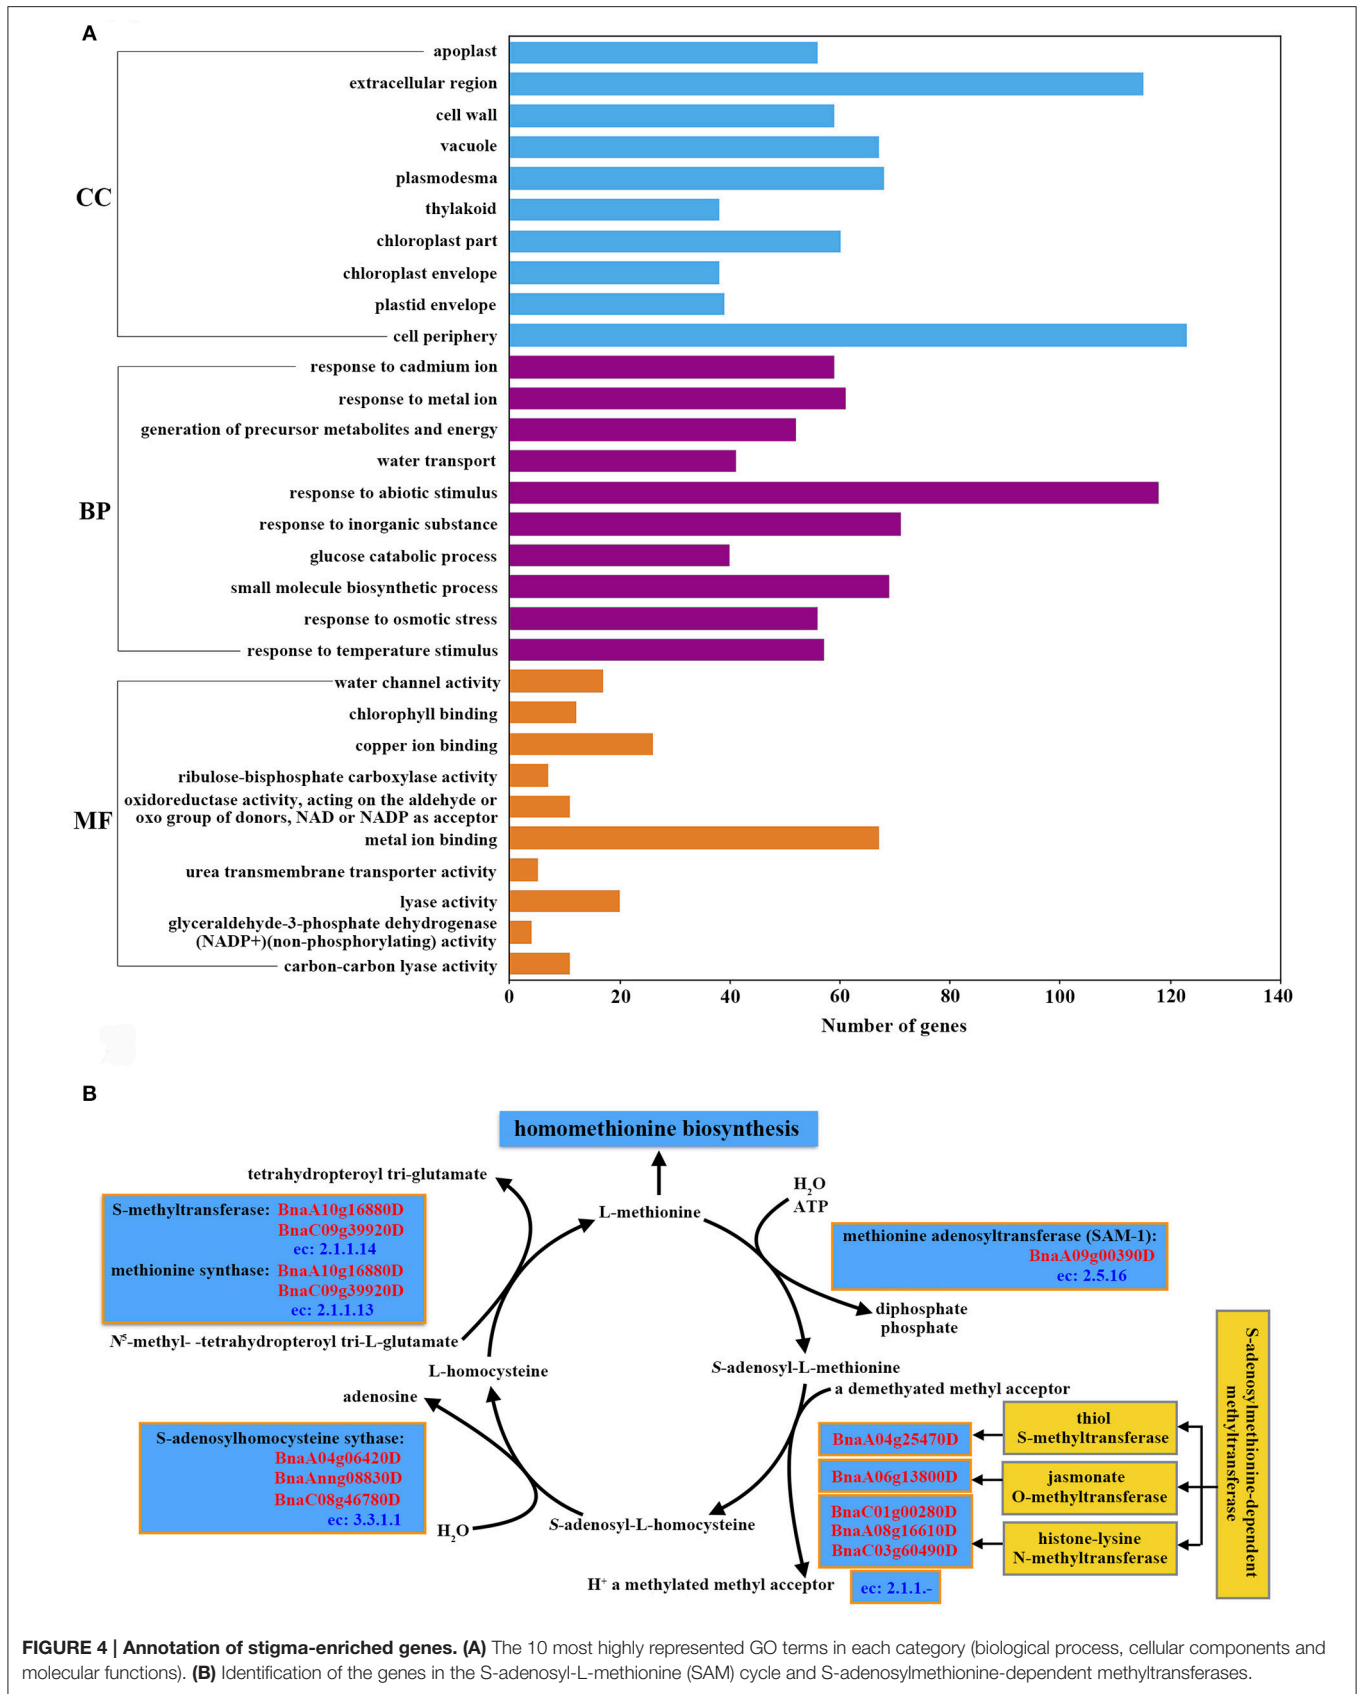 A
apoplast
extracellular region
cell wall
vacuole
plasmodesma
thylakoid
chloroplast part
chloroplast envelope
plastid envelope
cell periphery
CC
response to cadmium ion
response to metal ion
generation of precursor metabolites and energy
water transport
response to abiotic stimulus
response to inorganic substance
glucose catabolic process
small molecule biosynthetic process
response to osmotic stress
response to temperature stimulus
BP
water channel activity
chlorophyll binding
copper ion binding
ribulose-bisphosphate carboxylase activity
oxidoreductase activity, acting on the aldehyde or
oxo group of donors, NAD or NADP as acceptor
metal ion binding
urea transmembrane transporter activity
lyase activity
glyceraldehyde-3-phosphate dehydrogenase
(NADP+)(non-phosphorylating) activity
carbon-carbon lyase activity
MF
0 20 40 60 80 100 120 140
Number of genes
B
homomethionine biosynthesis
tetrahydropteroyl tri-glutamate
H2O
ATP
L-methionine
S-methyltransferase: BnaA10g16880D
BnaC09g39920D
ec: 2.1.1.14
methionine synthase: BnaA10g16880D
BnaC09g39920D
ec: 2.1.1.13
methionine adenosyltransferase (SAM-1):
BnaA09g00390D
ec: 2.5.16
diphosphate
phosphate
N5-methyl- -tetrahydropteroyl tri-L-glutamate
L-homocysteine
S-adenosyl-L-methionine
adenosine
a demethyated methyl acceptor
S-adenosylhomocysteine sythase:
BnaA04g06420D
BnaAnng08830D
BnaC08g46780D
ec: 3.3.1.1
H2O
S-adenosyl-L-homocysteine
BnaA04g25470D
BnaA06g13800D
BnaC01g00280D
BnaA08g16610D
BnaC03g60490D
thiol
S-methyltransferase
jasmonate
O-methyltransferase
histone-lysine
N-methyltransferase
S-adenosylmethionine-dependent
methyltransferase
H+ a methylated methyl acceptor
ec: 2.1.1.-
FIGURE 4 | Annotation of stigma-enriched genes. (A) The 10 most highly represented GO terms in each category (biological process, cellular components and
molecular functions). (B) Identification of the genes in the S-adenosyl-L-methionine (SAM) cycle and S-adenosylmethionine-dependent methyltransferases.